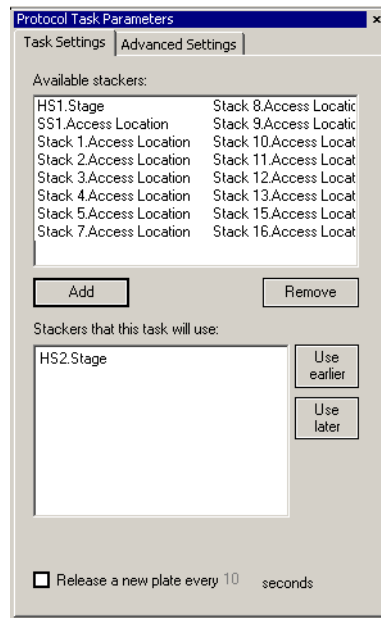 Protocol Task Parameters
Task Settings
Advanced Settings
Available stackers:
HS1.Stage
SS1.Access Location
Stack 1.Access Location
Stack 2.Access Location
Stack 3.Access Location
Stack 4.Access Location
Stack 5.Access Location
Stack 7.Access Location
Stack 8.Access Locatic
Stack 9.Access Locatic
Stack 10.Access Locat
Stack 11.Access Locat
Stack 12.Access Locat
Stack 13.Access Locat
Stack 15.Access Locat
Stack 16.Access Locat
Add
Remove
Stackers that this task will use:
HS2.Stage
Use
earlier
Use
later
Release a new plate every 10 seconds